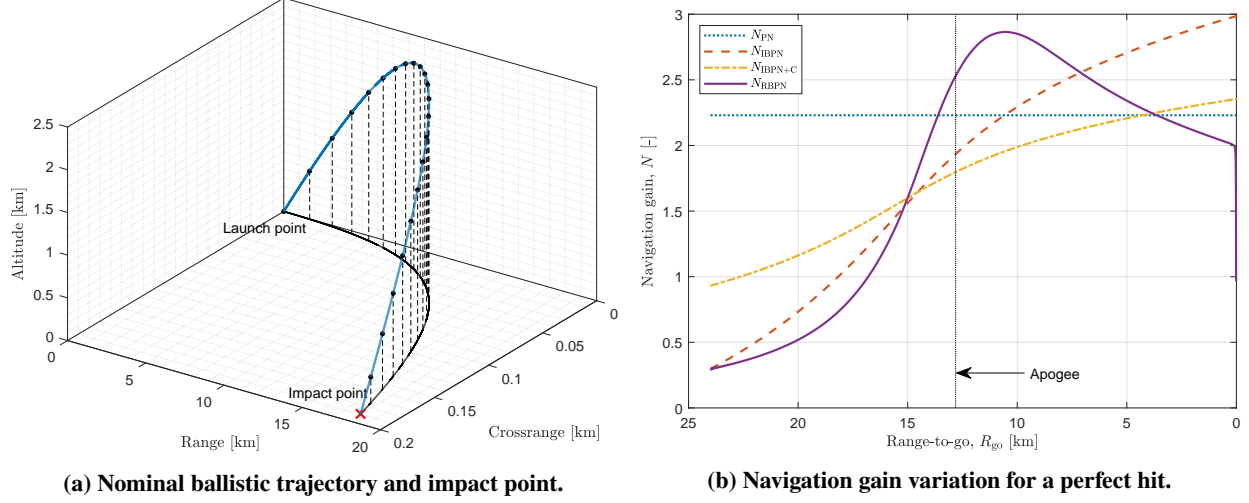 2.5
2
1.5
1
0.5
0
Altitude [km]
0
5
10
15
20
Range [km]
0
0.05
0.1
0.15
0.2
Crossrange [km]
Launch point
Impact point
(a) Nominal ballistic trajectory and impact point.
3
2.5
2
1.5
1
0.5
0
Navigation gain, N [-]
N_PN
N_IBPN
N_IBPN+C
N_RBPN
Apogee
25
20
15
10
5
0
Range-to-go, R_go [km]
(b) Navigation gain variation for a perfect hit.